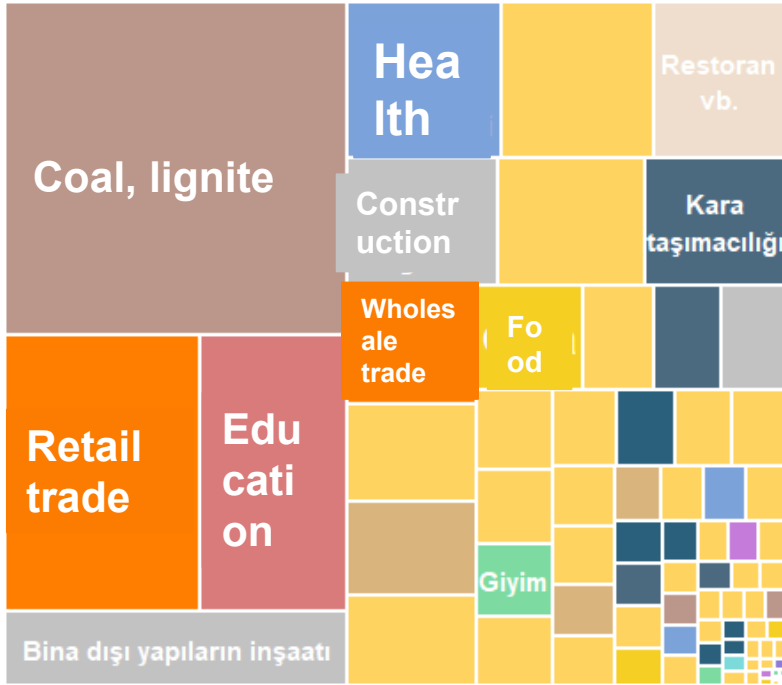 Hea
lth
Restoran
vb.
Coal, lignite
Constr
uction
Kara
taşımacılığı
Wholes
ale
trade
Fo
od
Retail
trade
Edu
cati
on
Giyim
Bina dışı yapıların inşaatı